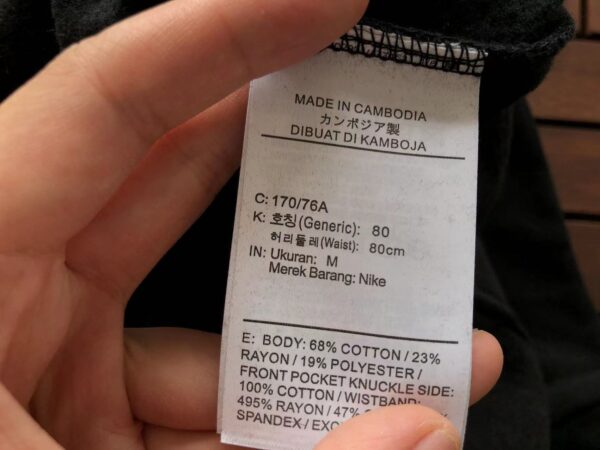 MADE IN CAMBODIA
カンボジア製
DIBUAT DI KAMBOJA
C: 170/76A
K: 호칭(Generic): 80
허리둘레(Waist): 80cm
IN: Ukuran: M
Merek Barang: Nike
E: BODY: 68% COTTON / 23%
RAYON / 19% POLYESTER /
FRONT POCKET KNUCKLE SIDE:
100% COTTON / WISTBAND:
495% RAYON / 47%
SPANDEX / EXC